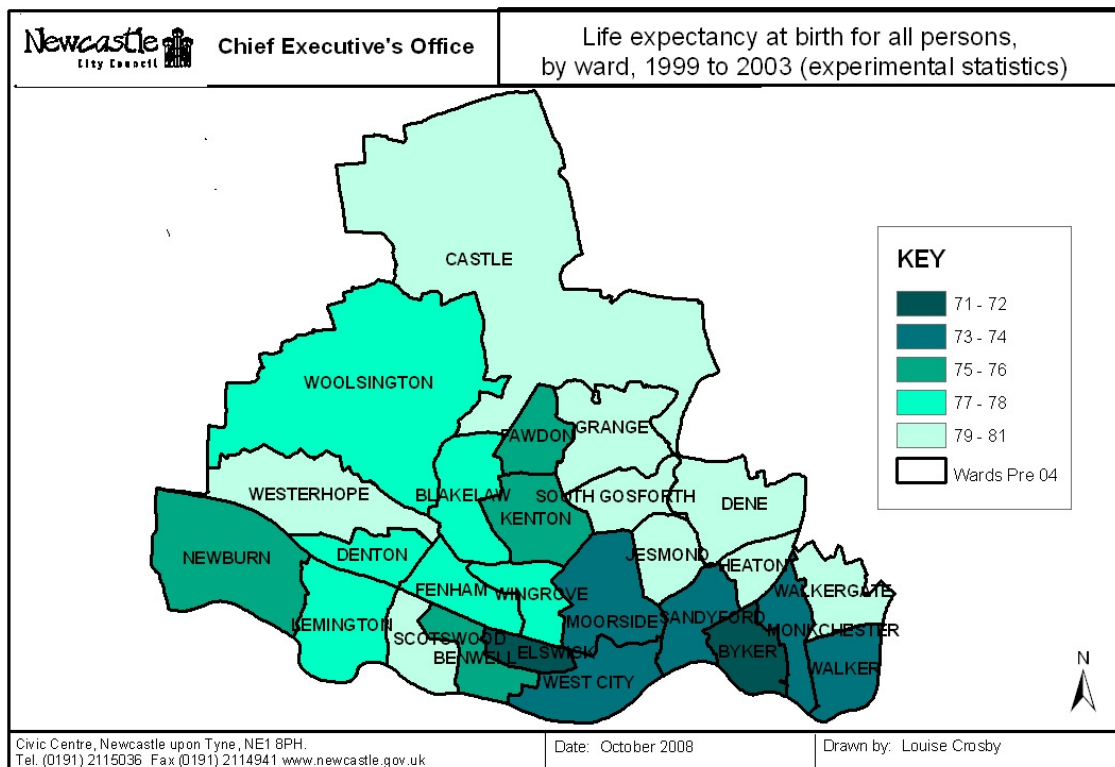 Newcastle
City Council
Chief Executive's Office
Life expectancy at birth for all persons,
by ward, 1999 to 2003 (experimental statistics)
CASTLE
KEY
71 - 72
73 - 74
75 - 76
77 - 78
79 - 81
Wards Pre 04
WOOLSINGTON
FAWDON
GRANGE
WESTERHOPE
BLAKELAW
SOUTH GOSFORTH
DENE
KENTON
NEWBURN
DENTON
JESMOND
HEATON
FENHAM
WINGROVE
WALKERGATE
LEMINGTON
MOORSIDE
SANDYFORD
MONKCHESTER
SCOTSWOOD
BENWELL
ELSWICK
BYKER
WALKER
WEST CITY
N
Civic Centre, Newcastle upon Tyne, NE1 8PH.
Tel. (0191) 2115036 Fax (0191) 2114941 www.newcastle.gov.uk
Date: October 2008
Drawn by: Louise Crosby